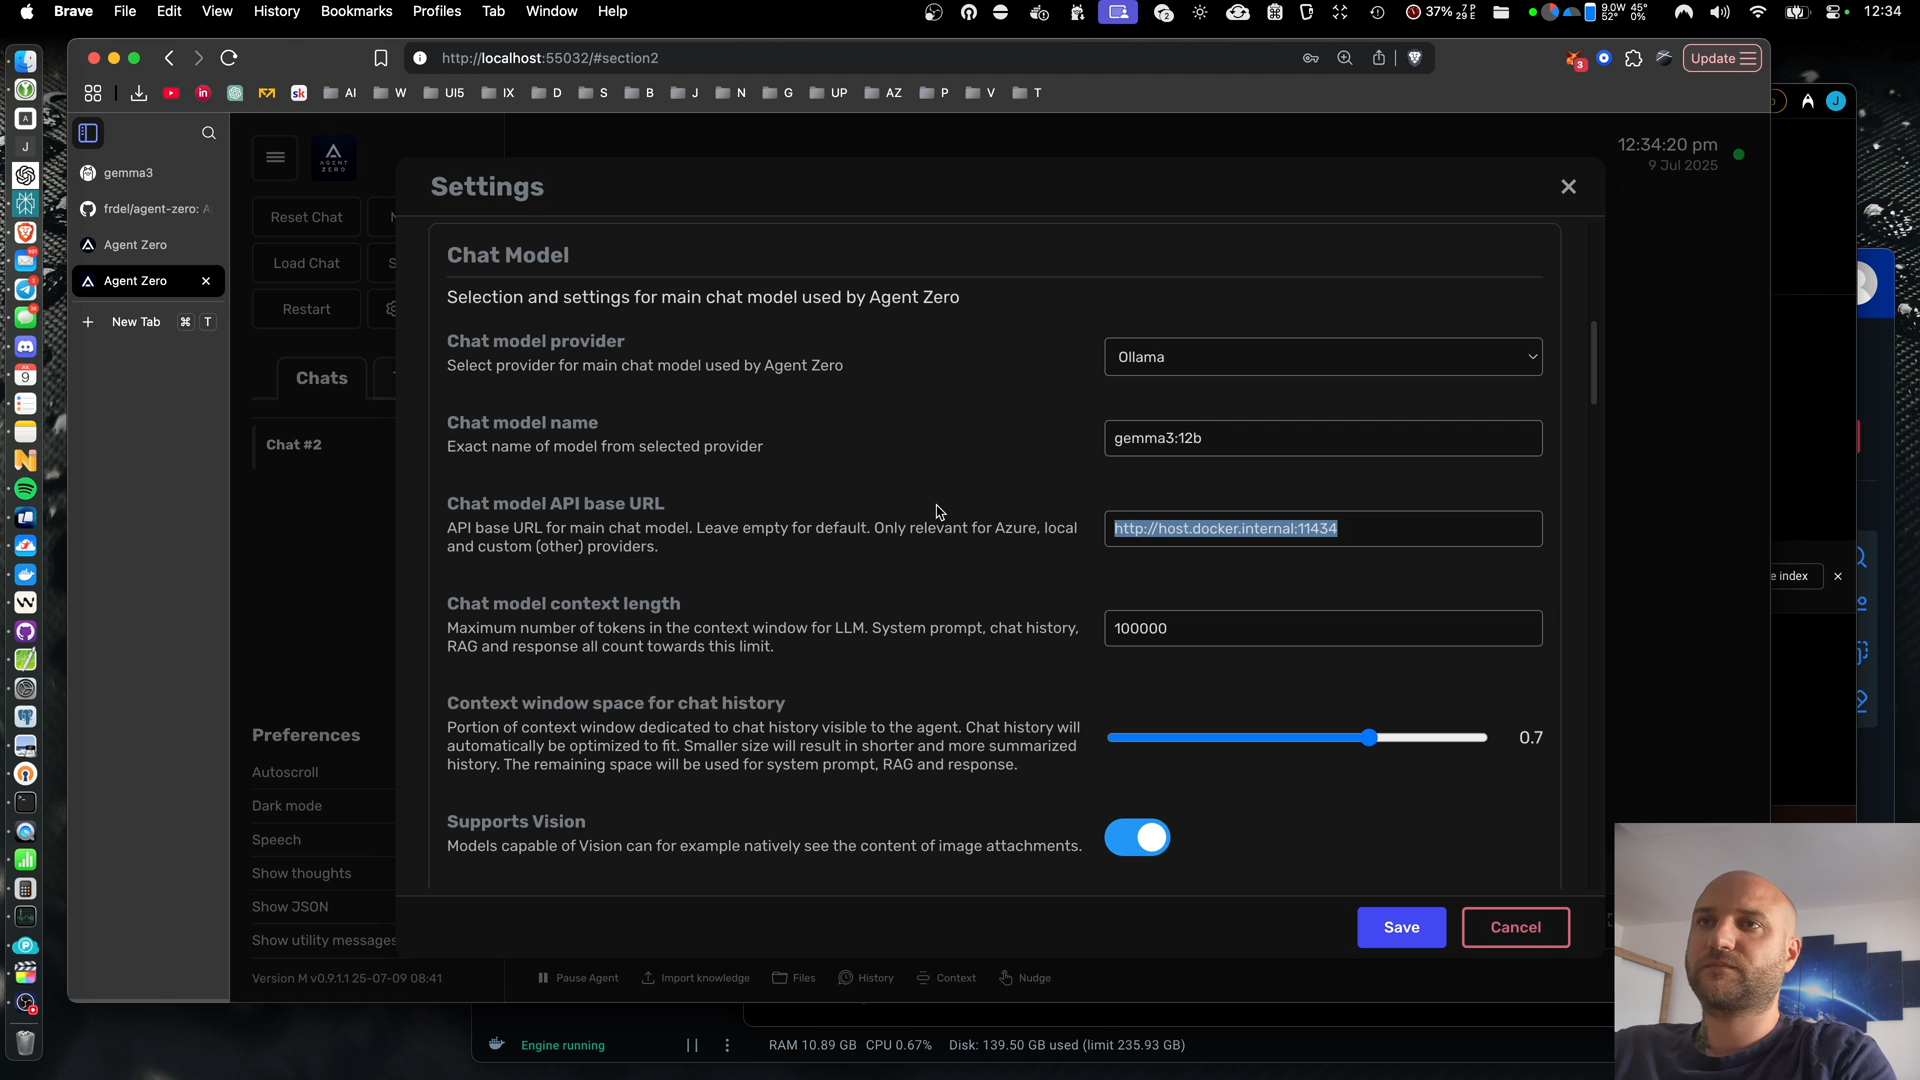 Brave File Edit View History Bookmarks Profiles Tab Window Help
37% 7 P 29 E
9.0W 45°
52° 0%
12:34
http://localhost:55032/#section2
3
Update
sk AI W UI5 IX D S B J N G UP AZ P V T
J
gemma3
frdel/agent-zero: A
Agent Zero
Agent Zero
New Tab ⌘ T
AGENT
ZERO
Reset Chat
Load Chat
Restart
Chats
Chat #2
Preferences
Autoscroll
Dark mode
Speech
Show thoughts
Show JSON
Show utility messages
Version M v0.9.1.1 25-07-09 08:41
12:34:20 pm
9 Jul 2025
Settings
Chat Model
Selection and settings for main chat model used by Agent Zero
Chat model provider
Select provider for main chat model used by Agent Zero
Ollama
Chat model name
Exact name of model from selected provider
gemma3:12b
Chat model API base URL
API base URL for main chat model. Leave empty for default. Only relevant for Azure, local
and custom (other) providers.
http://host.docker.internal:11434
Chat model context length
Maximum number of tokens in the context window for LLM. System prompt, chat history,
RAG and response all count towards this limit.
100000
Context window space for chat history
Portion of context window dedicated to chat history visible to the agent. Chat history will
automatically be optimized to fit. Smaller size will result in shorter and more summarized
history. The remaining space will be used for system prompt, RAG and response.
0.7
Supports Vision
Models capable of Vision can for example natively see the content of image attachments.
Save
Cancel
Pause Agent Import knowledge Files History Context Nudge
J
e index
Engine running
RAM 10.89 GB CPU 0.67% Disk: 139.50 GB used (limit 235.93 GB)